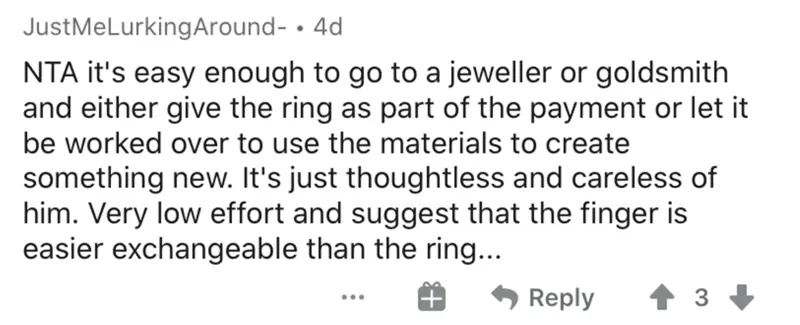 JustMeLurkingAround- • 4d
NTA it's easy enough to go to a jeweller or goldsmith
and either give the ring as part of the payment or let it
be worked over to use the materials to create
something new. It's just thoughtless and careless of
him. Very low effort and suggest that the finger is
easier exchangeable than the ring...
... Reply 3